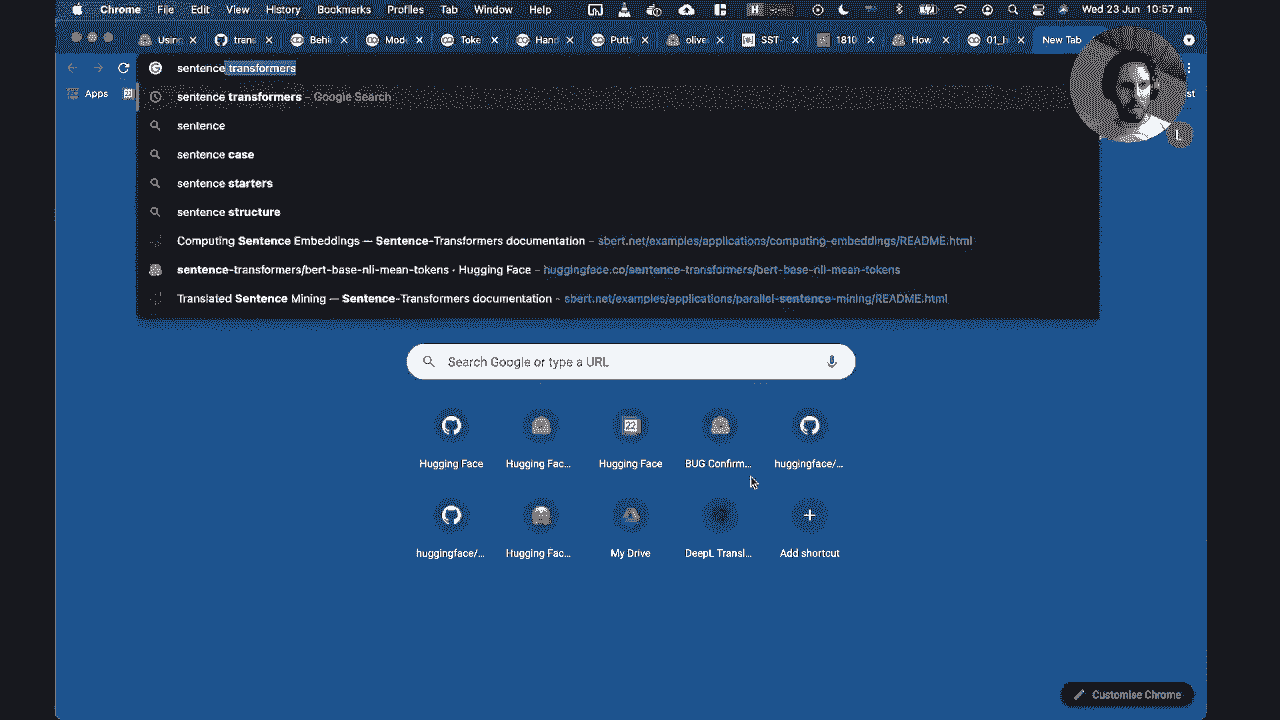 Chrome File Edit View History Bookmarks Profiles Tab Window Help Wed 23 Jun 10:57 am
Using trans Behi Mode Toke Hand Putti olive SST- 1810 How 01_I New Tab
sentence transformers
Apps
sentence transformers – Google Search
sentence
sentence case
sentence starters
sentence structure
Computing Sentence Embeddings — Sentence-Transformers documentation – sbert.net/examples/applications/computing-embeddings/README.html
sentence-transformers/bert-base-nli-mean-tokens · Hugging Face – huggingface.co/sentence-transformers/bert-base-nli-mean-tokens
Translated Sentence Mining — Sentence-Transformers documentation – sbert.net/examples/applications/parallel-sentence-mining/README.html
L
Search Google or type a URL
Hugging Face Hugging Fac... Hugging Face BUG Confirm... huggingface/...
huggingface/... Hugging Fac... My Drive DeepL Transl... Add shortcut
Customise Chrome